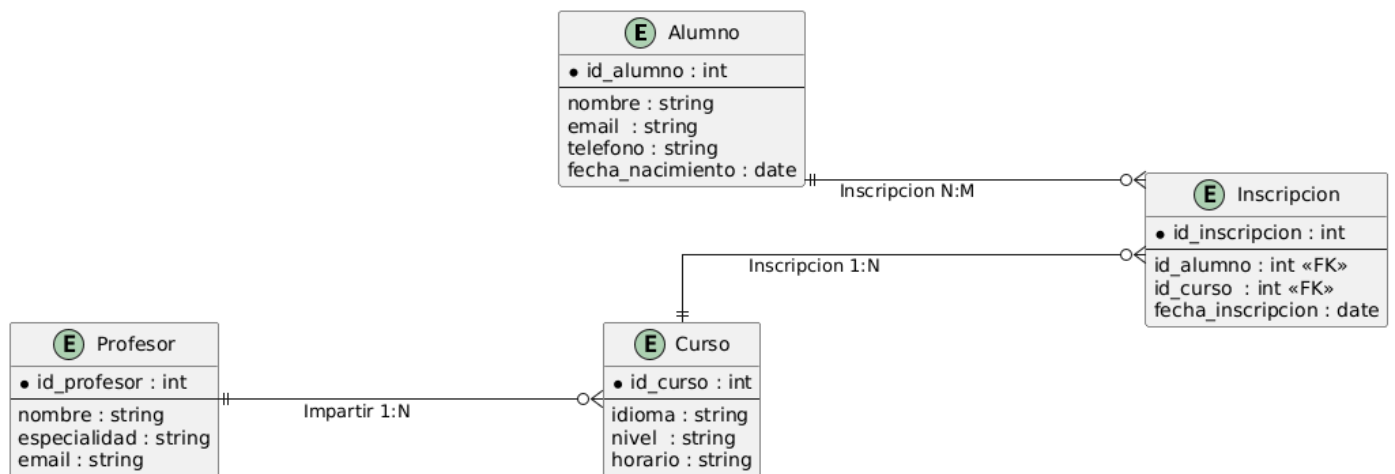 E Alumno
id_alumno : int
nombre : string
email : string
telefono : string
fecha_nacimiento : date
Inscripcion N:M
E Inscripcion
id_inscripcion : int
id_alumno : int «FK»
id_curso : int «FK»
fecha_inscripcion : date
Inscripcion 1:N
E Profesor
id_profesor : int
nombre : string
especialidad : string
email : string
Impartir 1:N
E Curso
id_curso : int
idioma : string
nivel : string
horario : string